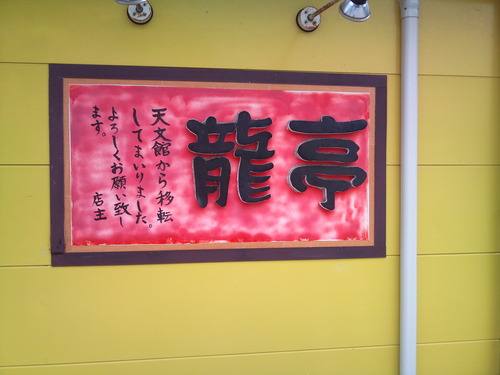 龍亭
天文館から移転
してまいりました。
よろしくお願い致し
ます。
店主